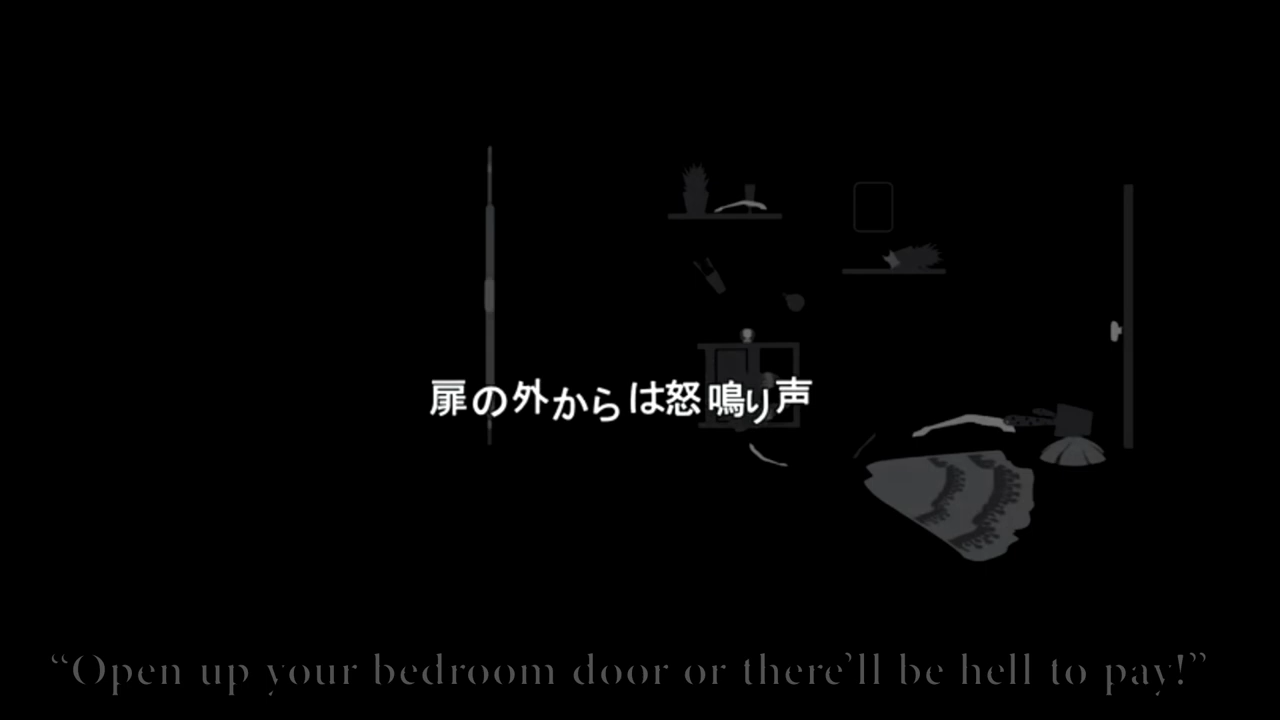 扉の外からは怒鳴り声
“Open up your bedroom door or there’ll be hell to pay!”